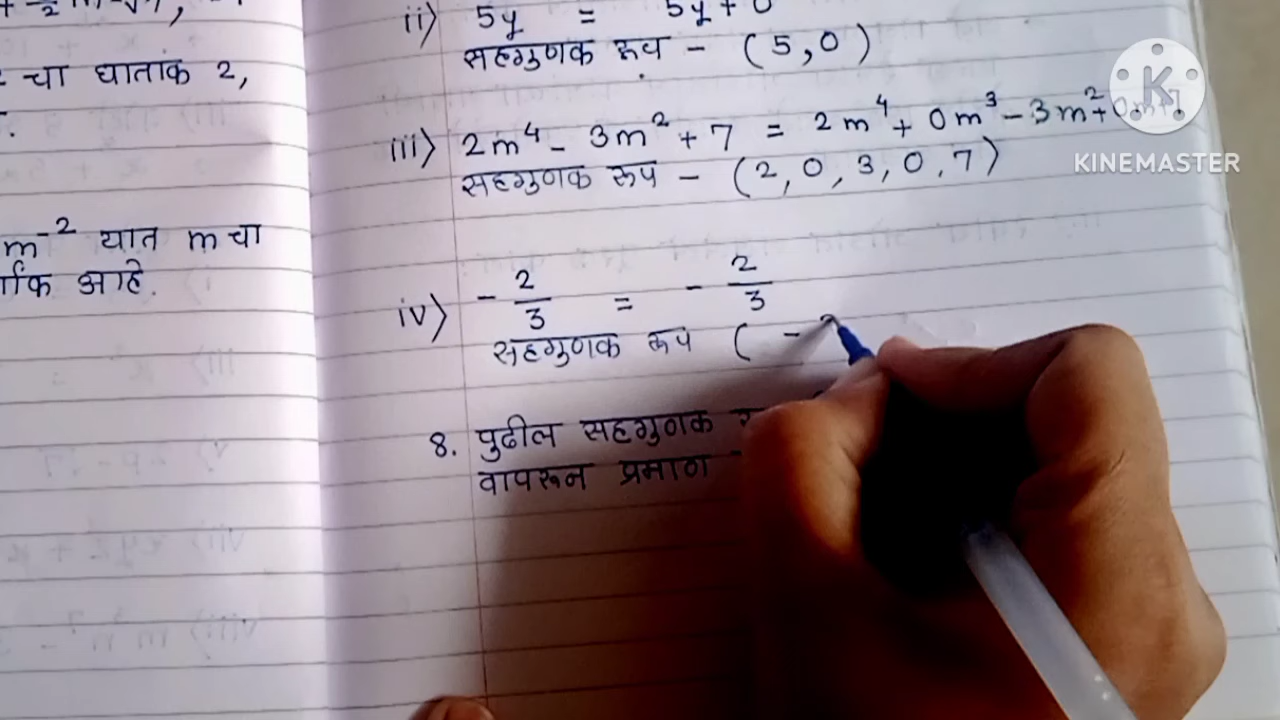 चा घातांक 2,
m⁻² यात m चा
आहे.
ii) 5y = 5y + 0
सहगुणक रूप - (5, 0)
iii) 2m⁴ - 3m² + 7 = 2m⁴ + 0m³ - 3m² + 0m + 7
सहगुणक रूप - (2, 0, 3, 0, 7)
iv) - 2/3 = - 2/3
सहगुणक रूप ( -
8. पुढील सहगुणक
वापरून प्रमाण
K
KINEMASTER